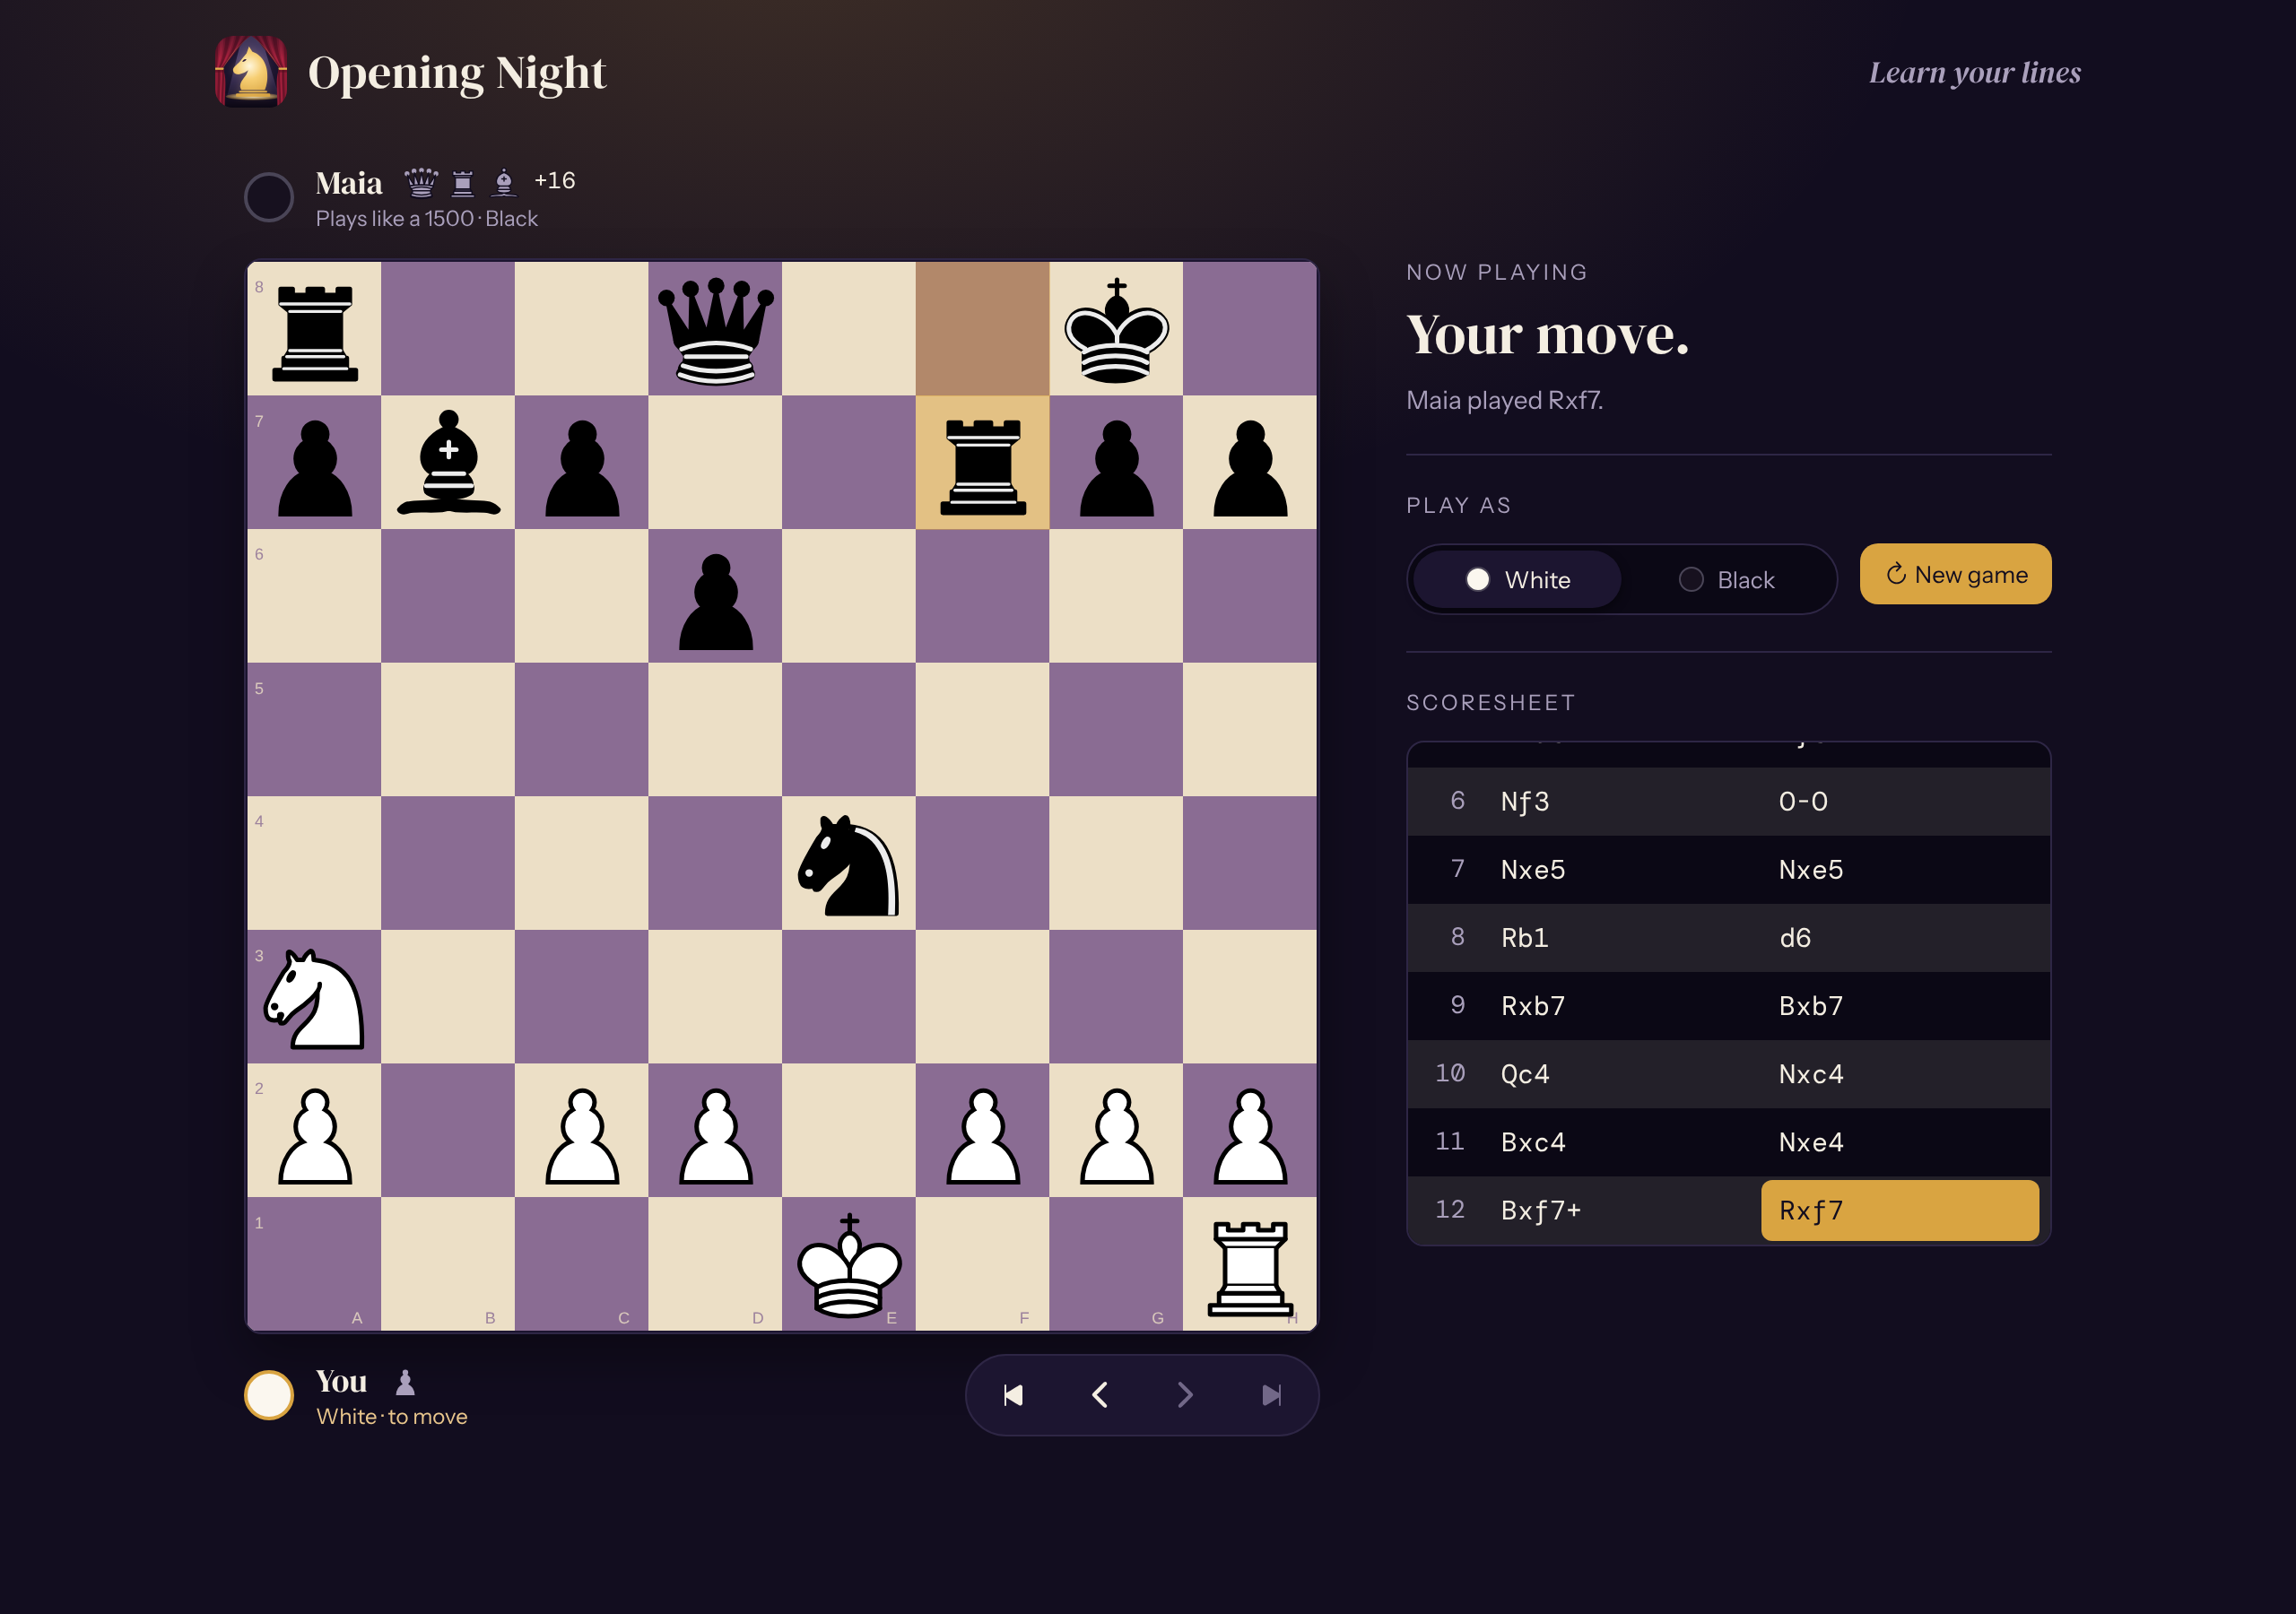 Opening Night
Learn your lines
Maia +16
Plays like a 1500 · Black
8
7
6
5
4
3
2
1
A B C D E F G H
You
White · to move
NOW PLAYING
Your move.
Maia played Rxf7.
PLAY AS
White
Black
New game
SCORESHEET
6 Nf3 O-O
7 Nxe5 Nxe5
8 Rb1 d6
9 Rxb7 Bxb7
10 Qc4 Nxc4
11 Bxc4 Nxe4
12 Bxf7+ Rxf7